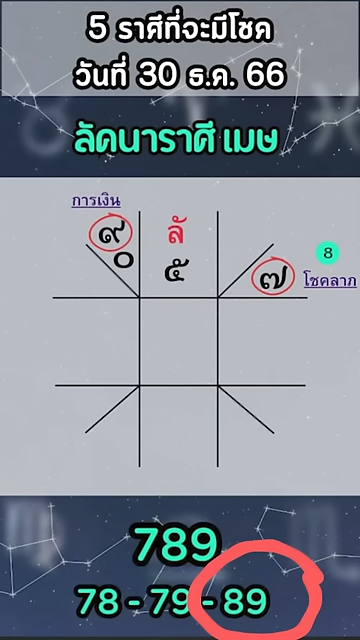 5 ราศีที่จะมีโชค
วันที่ 30 ธ.ค. 66
ลัคนาราศี เมษ
การเงิน
๙ ลั
๐ ๕ ๗ 8
โชคลาภ
789
78 - 79 - 89